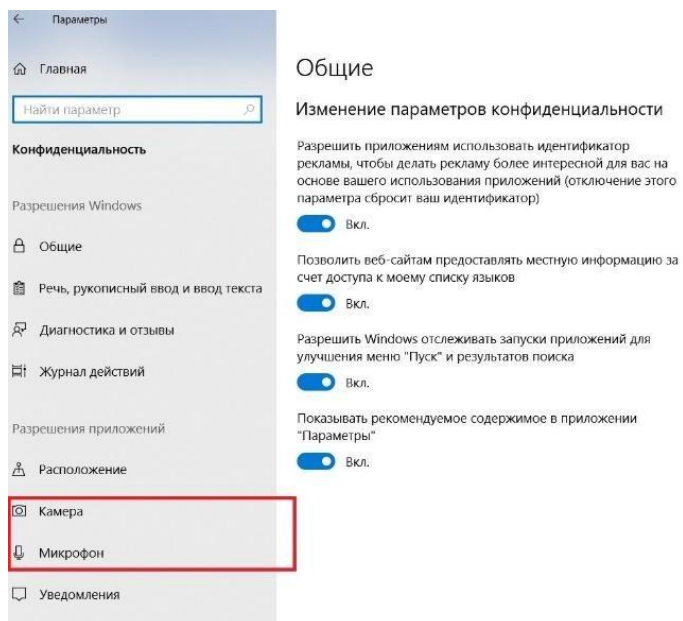 Параметры
Главная
Найти параметр
Конфиденциальность
Разрешения Windows
Общие
Речь, рукописный ввод и ввод текста
Диагностика и отзывы
Журнал действий
Разрешения приложений
Расположение
Камера
Микрофон
Уведомления
Общие
Изменение параметров конфиденциальности
Разрешить приложениям использовать идентификатор
рекламы, чтобы делать рекламу более интересной для вас на
основе вашего использования приложений (отключение этого
параметра сбросит ваш идентификатор)
Вкл.
Позволить веб-сайтам предоставлять местную информацию за
счет доступа к моему списку языков
Вкл.
Разрешить Windows отслеживать запуски приложений для
улучшения меню "Пуск" и результатов поиска
Вкл.
Показывать рекомендуемое содержимое в приложении
"Параметры"
Вкл.